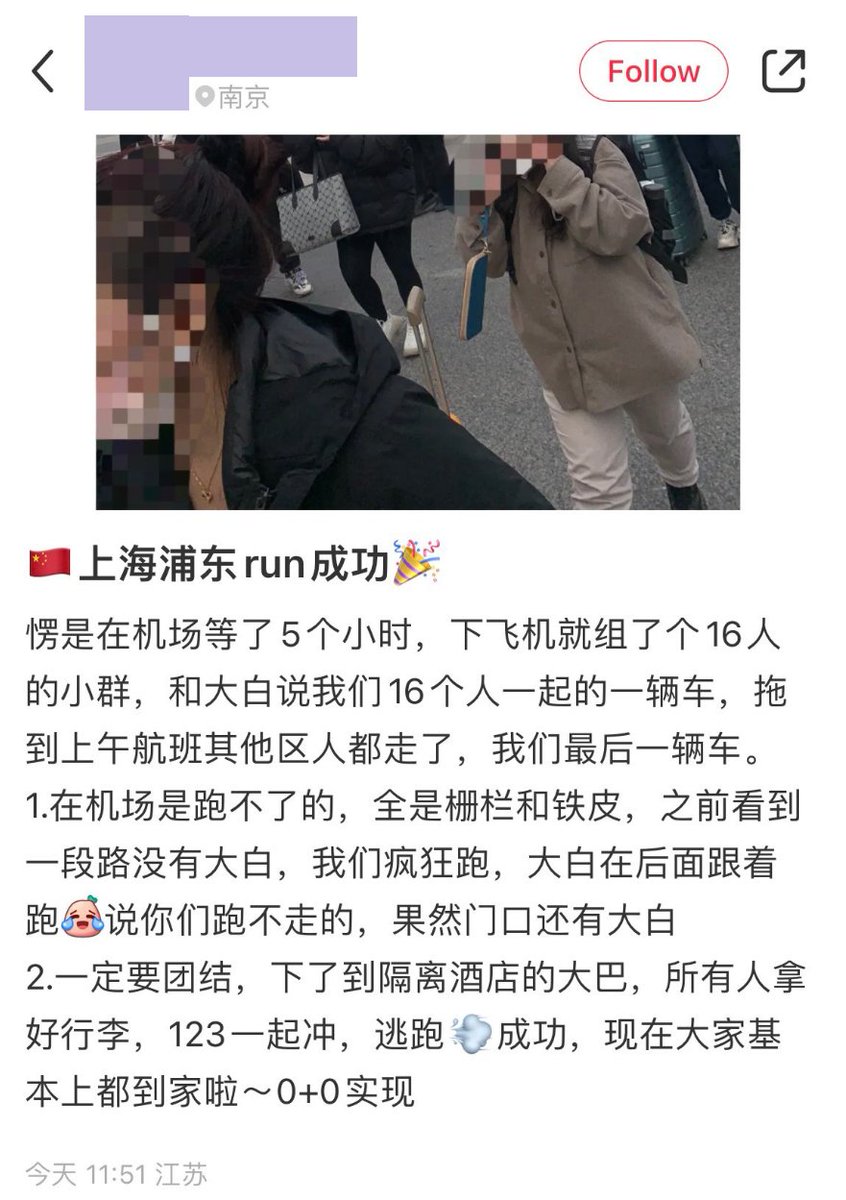 南京
Follow
🇨🇳上海浦东run成功🎉
愣是在机场等了5个小时，下飞机就组了个16人
的小群，和大白说我们16个人一起的一辆车，拖
到上午航班其他区人都走了，我们最后一辆车。
1.在机场是跑不了的，全是栅栏和铁皮，之前看到
一段路没有大白，我们疯狂跑，大白在后面跟着
跑说你们跑不走的，果然门口还有大白
2.一定要团结，下了到隔离酒店的大巴，所有人拿
好行李，123一起冲，逃跑💨成功，现在大家基
本上都到家啦～0+0实现
今天 11:51 江苏